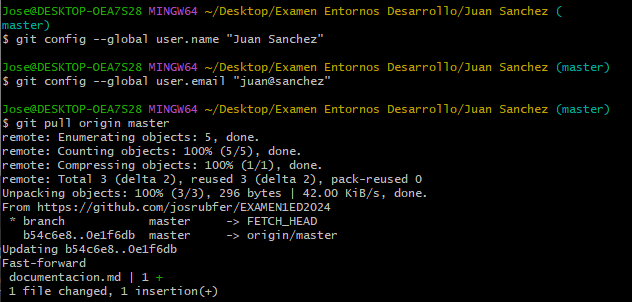 Jose@DESKTOP-OEA7S28 MINGW64 ~/Desktop/Examen Entornos Desarrollo/Juan Sanchez (
master)
$ git config --global user.name "Juan Sanchez"

Jose@DESKTOP-OEA7S28 MINGW64 ~/Desktop/Examen Entornos Desarrollo/Juan Sanchez (master)
$ git config --global user.email "juan@sanchez"

Jose@DESKTOP-OEA7S28 MINGW64 ~/Desktop/Examen Entornos Desarrollo/Juan Sanchez (master)
$ git pull origin master
remote: Enumerating objects: 5, done.
remote: Counting objects: 100% (5/5), done.
remote: Compressing objects: 100% (1/1), done.
remote: Total 3 (delta 2), reused 3 (delta 2), pack-reused 0
Unpacking objects: 100% (3/3), 296 bytes | 42.00 KiB/s, done.
From https://github.com/josrubfer/EXAMEN1ED2024
 * branch            master     -> FETCH_HEAD
   b54c6e8..0e1f6db  master     -> origin/master
Updating b54c6e8..0e1f6db
Fast-forward
 documentacion.md | 1 +
 1 file changed, 1 insertion(+)